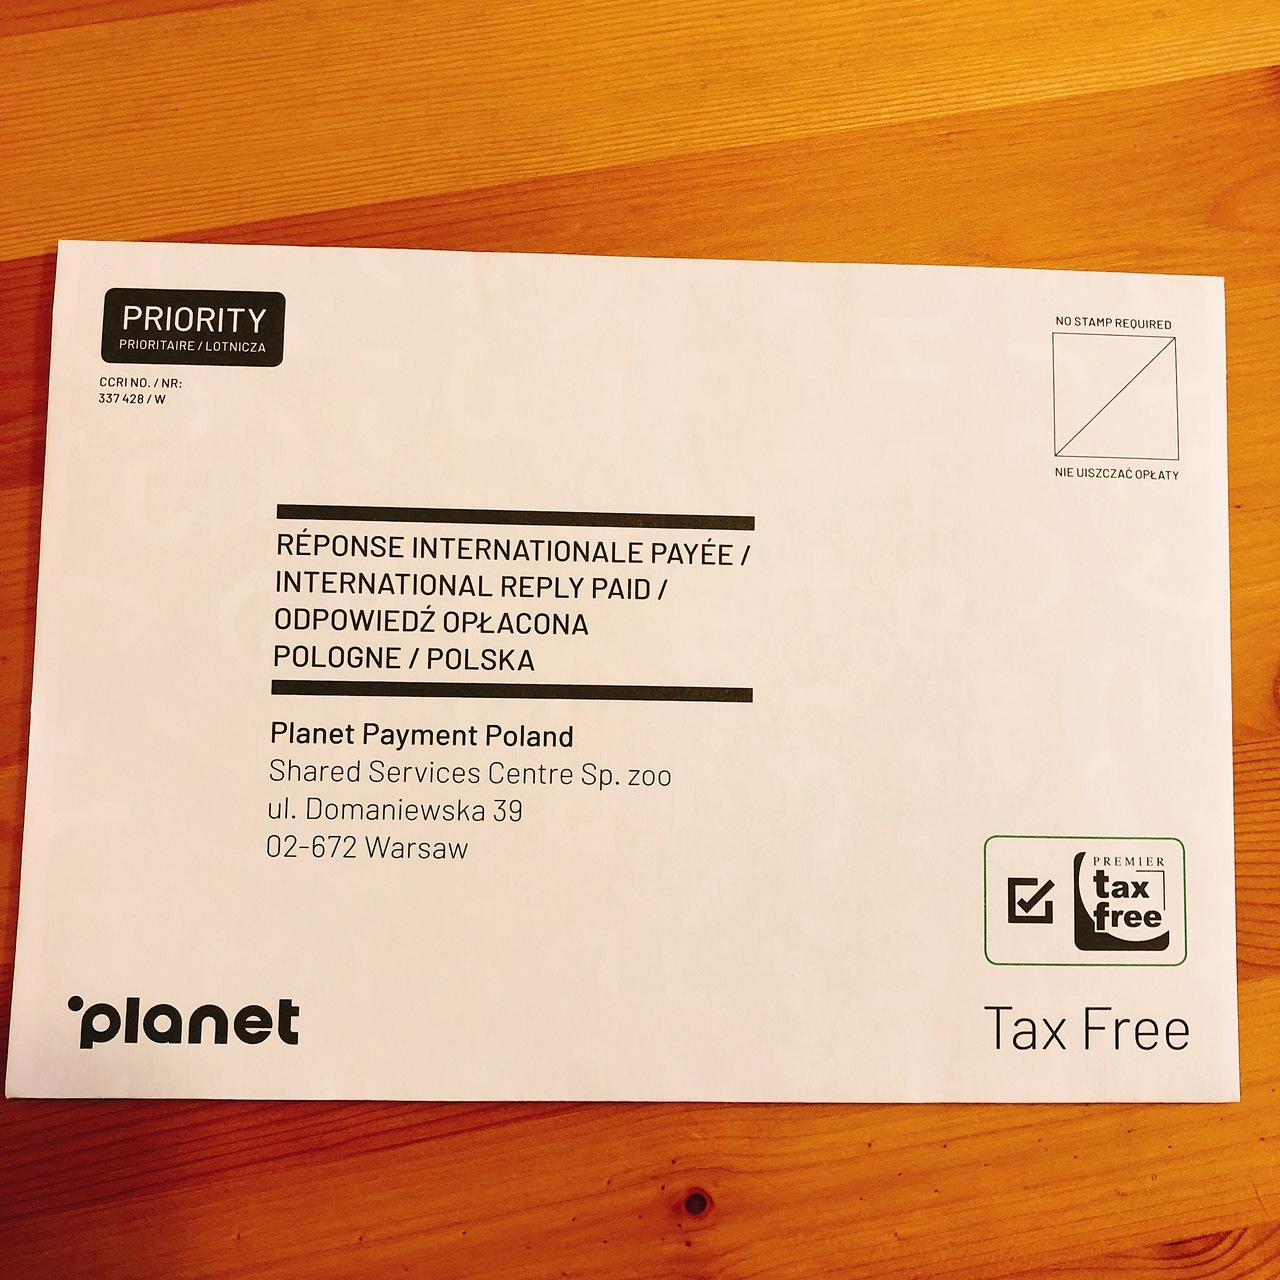 PRIORITY
PRIORITAIRE / LOTNICZA
CCRI NO. / NR:
337 428 / W
NO STAMP REQUIRED
NIE UISZCZAĆ OPŁATY
RÉPONSE INTERNATIONALE PAYÉE /
INTERNATIONAL REPLY PAID /
ODPOWIEDŹ OPŁACONA
POLOGNE / POLSKA
Planet Payment Poland
Shared Services Centre Sp. zoo
ul. Domaniewska 39
02-672 Warsaw
PREMIER
tax
free
planet
Tax Free